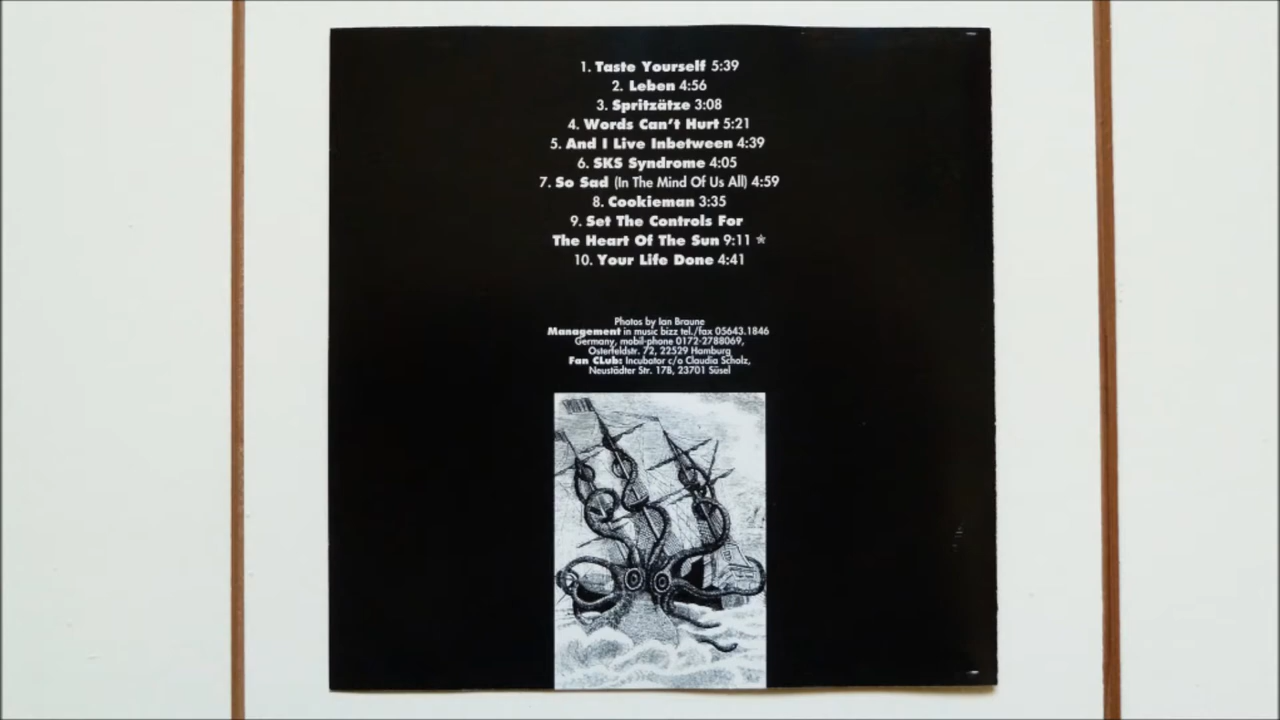 1. Taste Yourself 5:39
2. Leben 4:56
3. Spritzätze 3:08
4. Words Can't Hurt 5:21
5. And I Live Inbetween 4:39
6. SKS Syndrome 4:05
7. So Sad (In The Mind Of Us All) 4:59
8. Cookieman 3:35
9. Set The Controls For
The Heart Of The Sun 9:11 *
10. Your Life Done 4:41
Photos by Ian Braune
Management in music bizz tel./fax 05643.1846
Germany, mobil-phone 0172-2788069,
Osterfeldstr. 72, 22529 Hamburg
Fan CLub: Incubator c/o Claudia Scholz,
Neustädter Str. 17B, 23701 Süsel